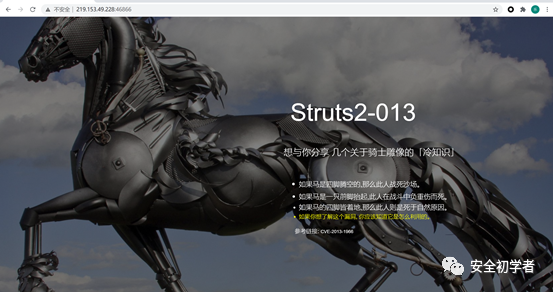 不安全 | 219.153.49.228:46866
Struts2-013
想与你分享 几个关于骑士雕像的「冷知识」
如果马是四脚腾空的,那么此人战死沙场。
如果马是一只前脚抬起,此人在战斗中负重伤而死。
如果马的四脚皆着地,那么此人则是死于自然原因。
如果你想了解这个漏洞, 你应该知道它是怎么利用的。
参考链接: CVE-2013-1966
安全初学者